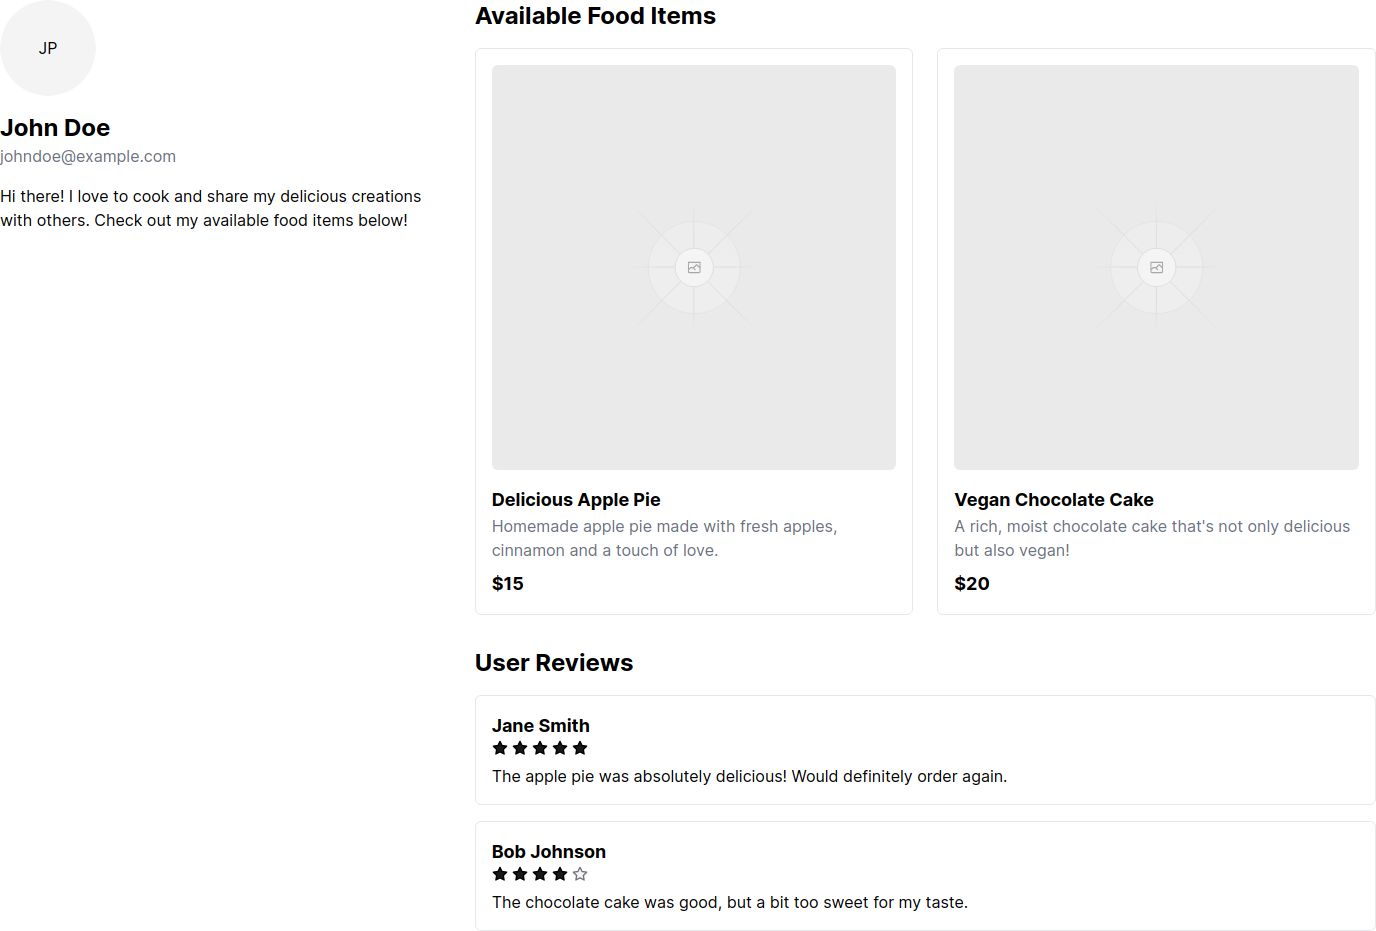 JP
John Doe
johndoe@example.com
Hi there! I love to cook and share my delicious creations
with others. Check out my available food items below!
Available Food Items
Delicious Apple Pie
Homemade apple pie made with fresh apples,
cinnamon and a touch of love.
$15
Vegan Chocolate Cake
A rich, moist chocolate cake that's not only delicious
but also vegan!
$20
User Reviews
Jane Smith
The apple pie was absolutely delicious! Would definitely order again.
Bob Johnson
The chocolate cake was good, but a bit too sweet for my taste.